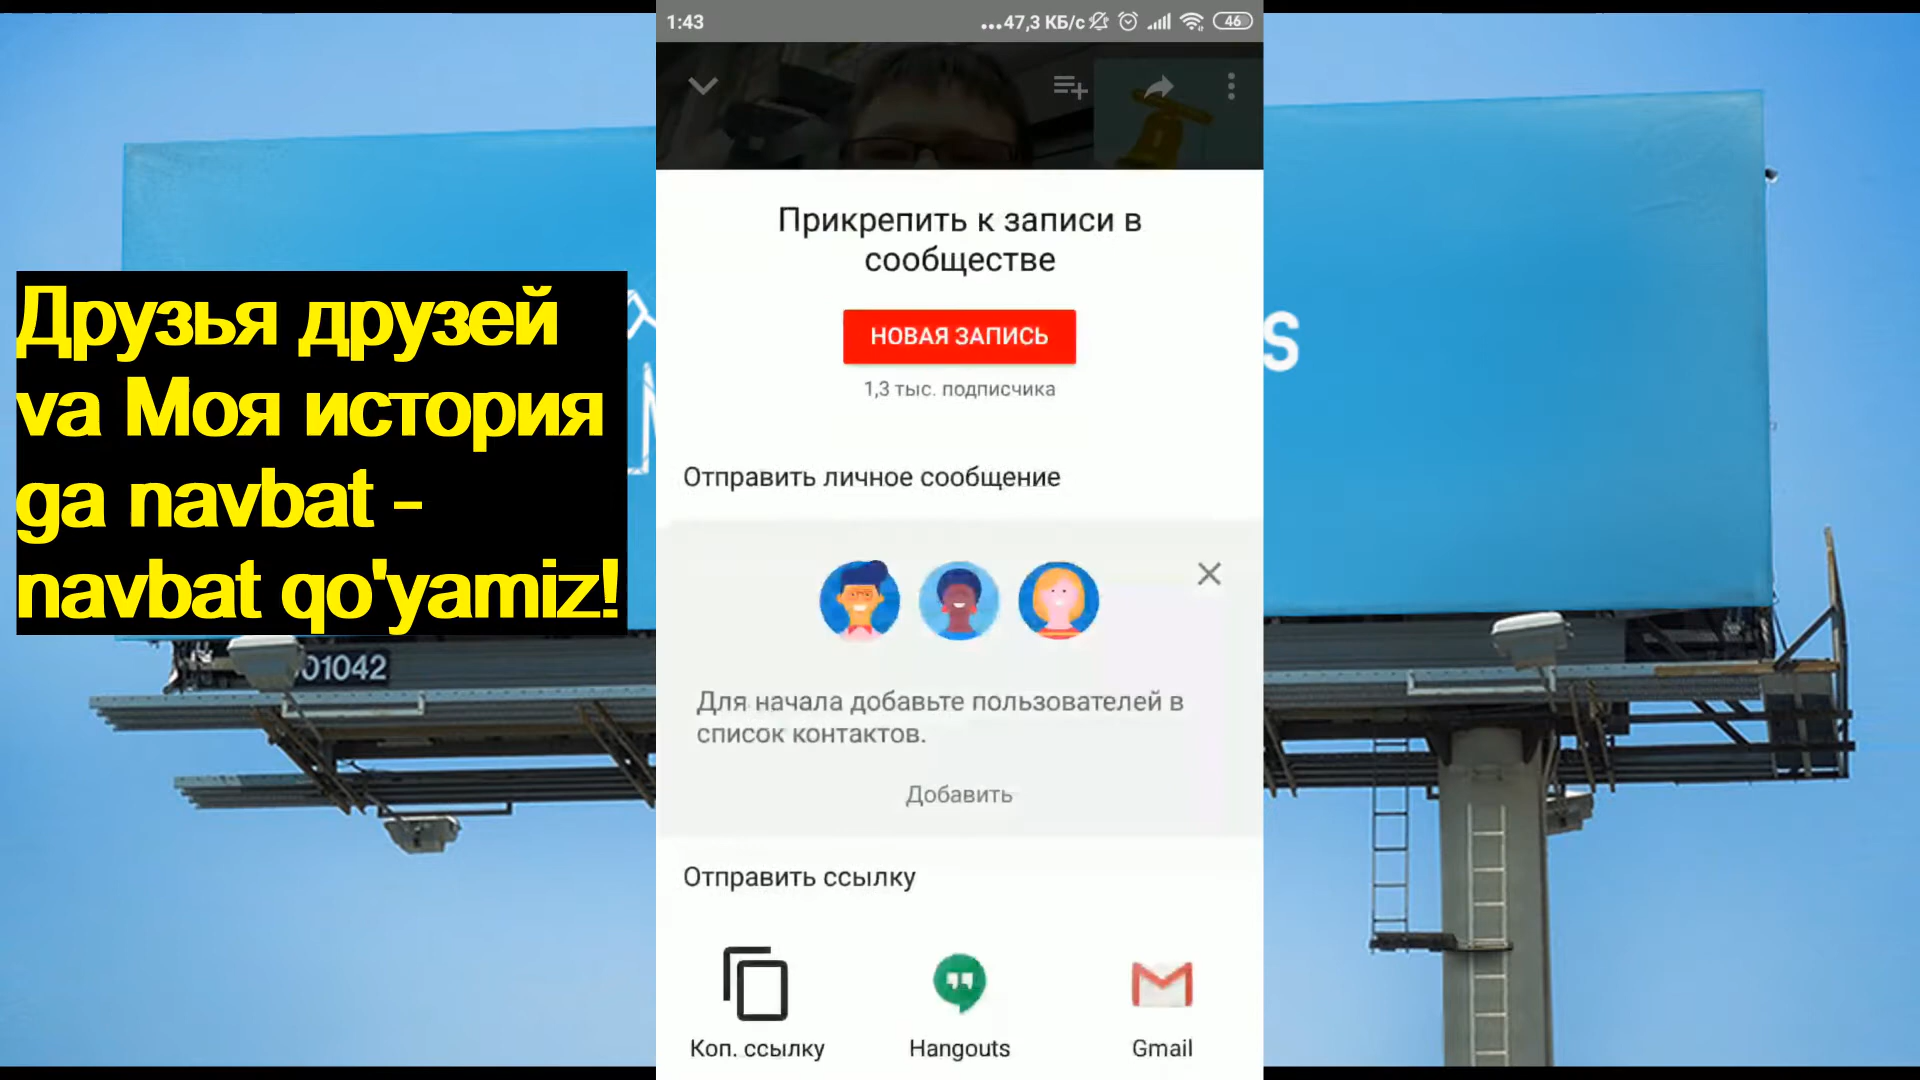 1:43
...47,3 КБ/с
46
Друзья друзей
va Моя история
ga navbat -
navbat qo'yamiz!
Прикрепить к записи в
сообществе
НОВАЯ ЗАПИСЬ
1,3 тыс. подписчика
Отправить личное сообщение
Для начала добавьте пользователей в
список контактов.
Добавить
Отправить ссылку
Коп. ссылку
Hangouts
Gmail
S
01042